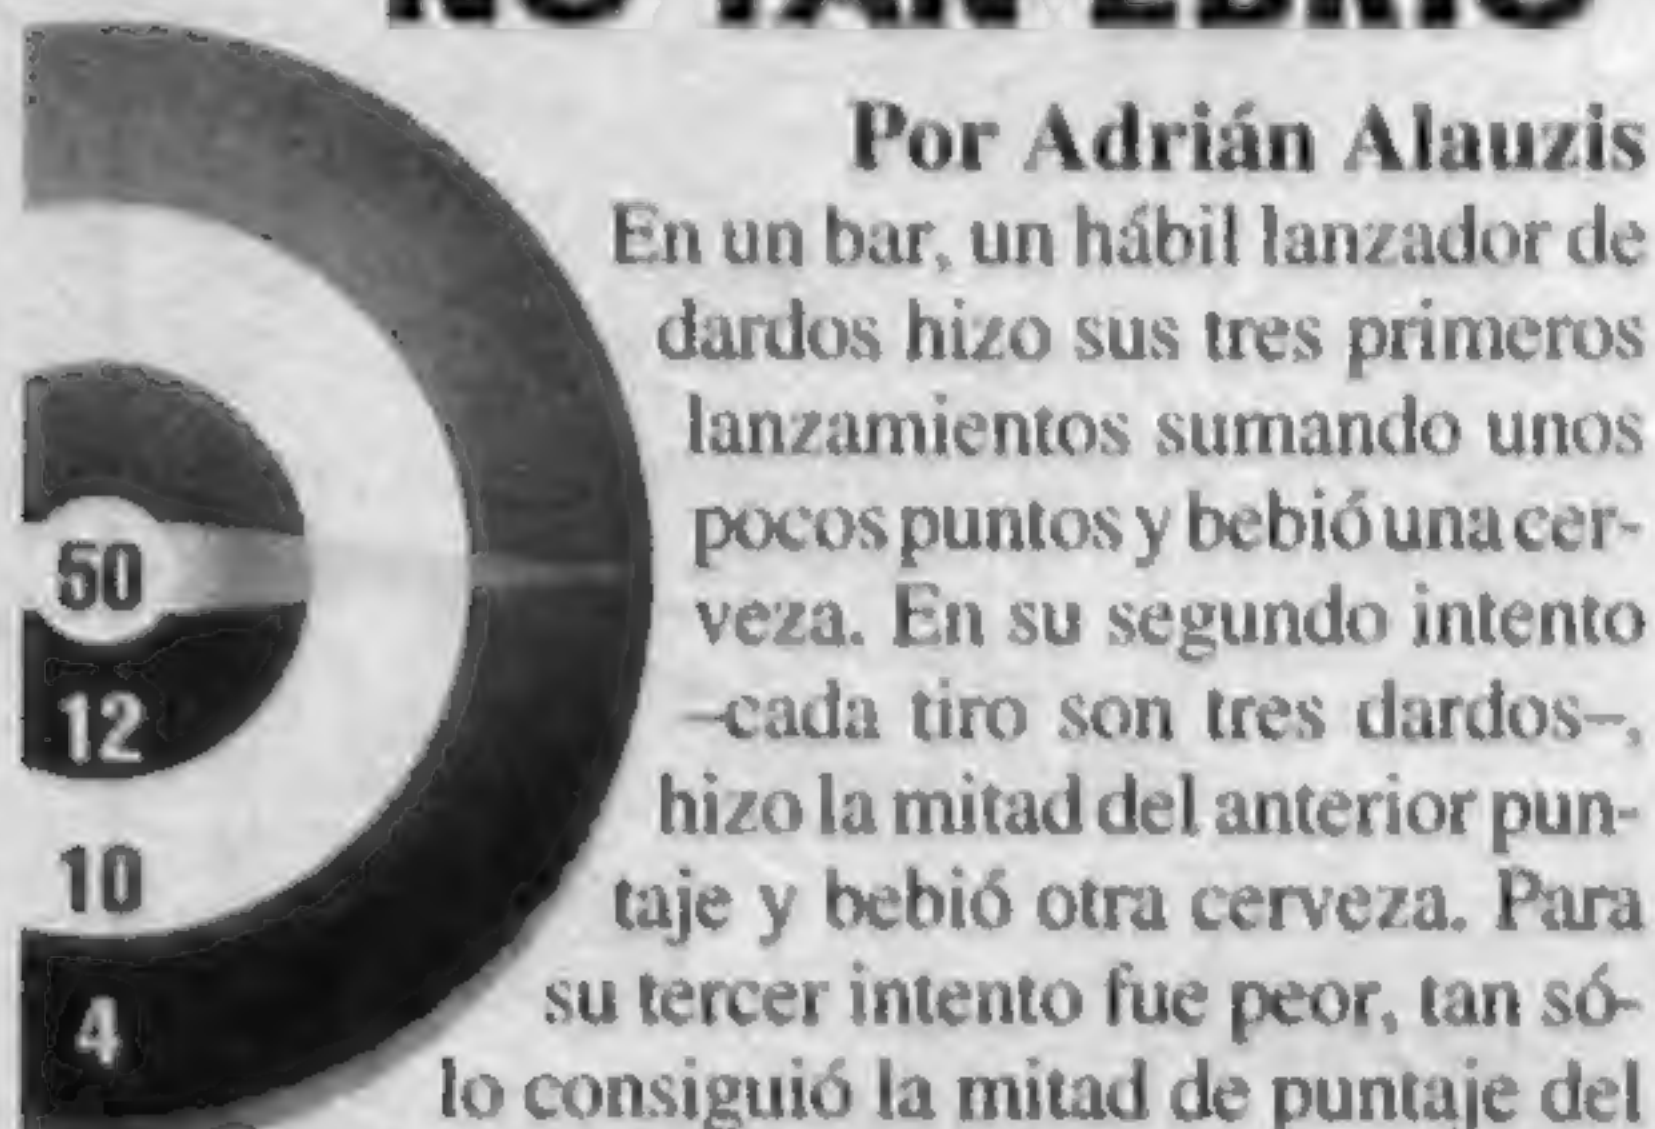 NO TAN EBRIO
Por Adrián Alauzis
En un bar, un hábil lanzador de
dardos hizo sus tres primeros
lanzamientos sumando unos
pocos puntos y bebió una cer-
veza. En su segundo intento
–cada tiro son tres dardos–,
hizo la mitad del anterior pun-
taje y bebió otra cerveza. Para
su tercer intento fue peor, tan só-
lo consiguió la mitad de puntaje del
50
12
10
4